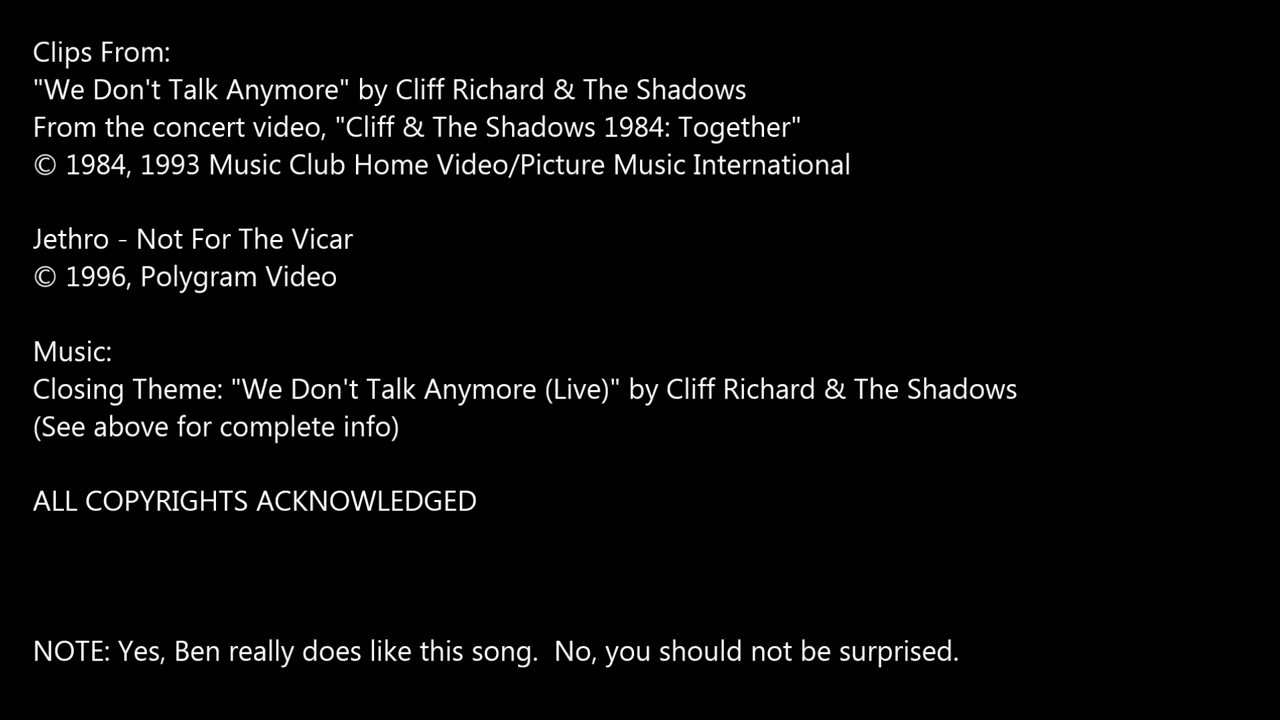 Clips From:
"We Don't Talk Anymore" by Cliff Richard & The Shadows
From the concert video, "Cliff & The Shadows 1984: Together"
© 1984, 1993 Music Club Home Video/Picture Music International
Jethro - Not For The Vicar
© 1996, Polygram Video
Music:
Closing Theme: "We Don't Talk Anymore (Live)" by Cliff Richard & The Shadows
(See above for complete info)
ALL COPYRIGHTS ACKNOWLEDGED
NOTE: Yes, Ben really does like this song.  No, you should not be surprised.